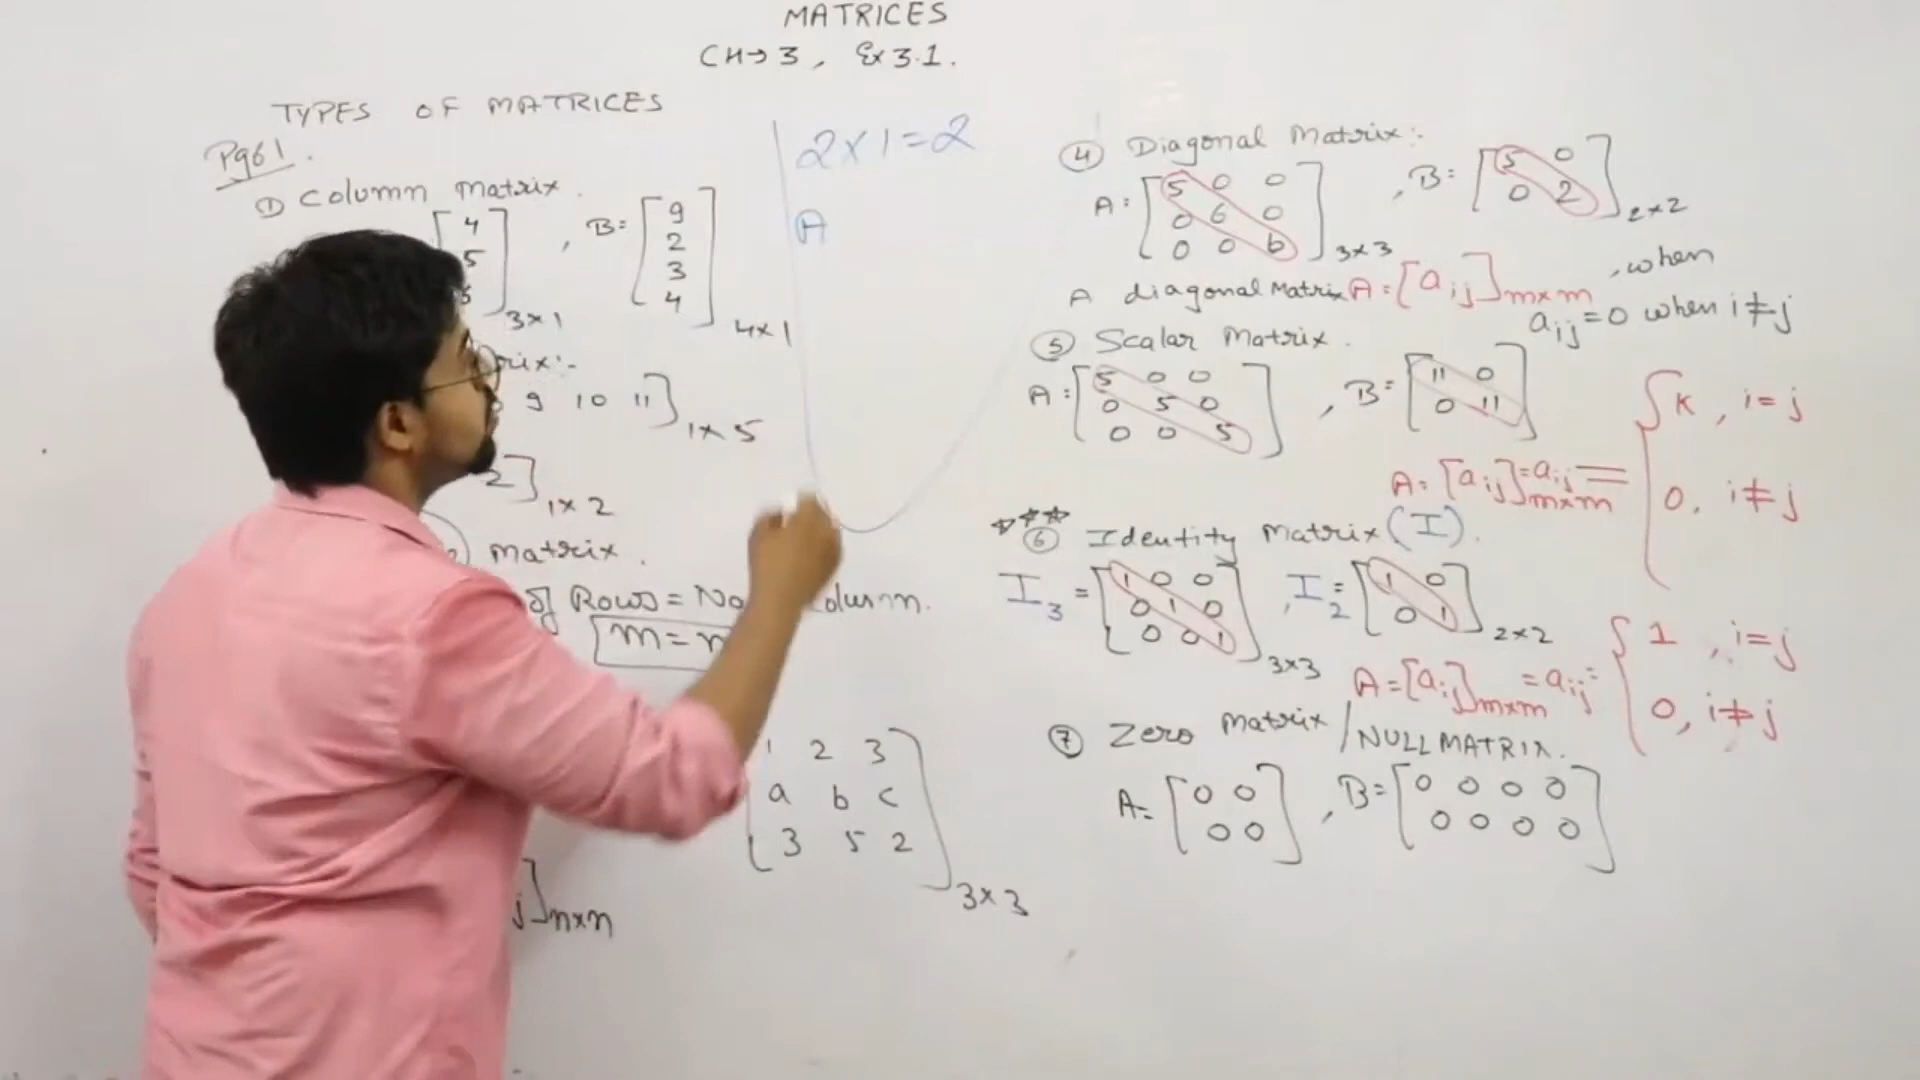 MATRICES
CH→3, Ex 3.1.
TYPES OF MATRICES
Pg61.
① Column Matrix.
4
5
3×1
, B=
9
2
3
4
4×1
rix:-
9 10 11 ] 1×5
2] 1×2
Matrix.
of Rows = No
m=n
1 2 3
a b c
3 5 2
3×3
j] n×n
2×1=2
A
④ Diagonal Matrix:
A: [
5 0 0
0 6 0
0 0 6
] 3×3
, B= [
5 0
0 2
] 2×2
A diagonal Matrix A=[aij]m×m , when
aij=0 when i≠j
⑤ Scalar Matrix.
A: [
5 0 0
0 5 0
0 0 5
]
, B= [
11 0
0 11
]
A=[aij]m×m =aij = { K, i=j
0, i≠j
☆☆☆
⑥ Identity Matrix (I).
I3 = [
1 0 0
0 1 0
0 0 1
] 3×3
, I2= [
1 0
0 1
] 2×2
A=[aij]m×m =aij= { 1, i=j
0, i≠j
⑦ Zero Matrix / NULL MATRIX.
A= [
0 0
0 0
]
, B= [
0 0 0 0
0 0 0 0
]